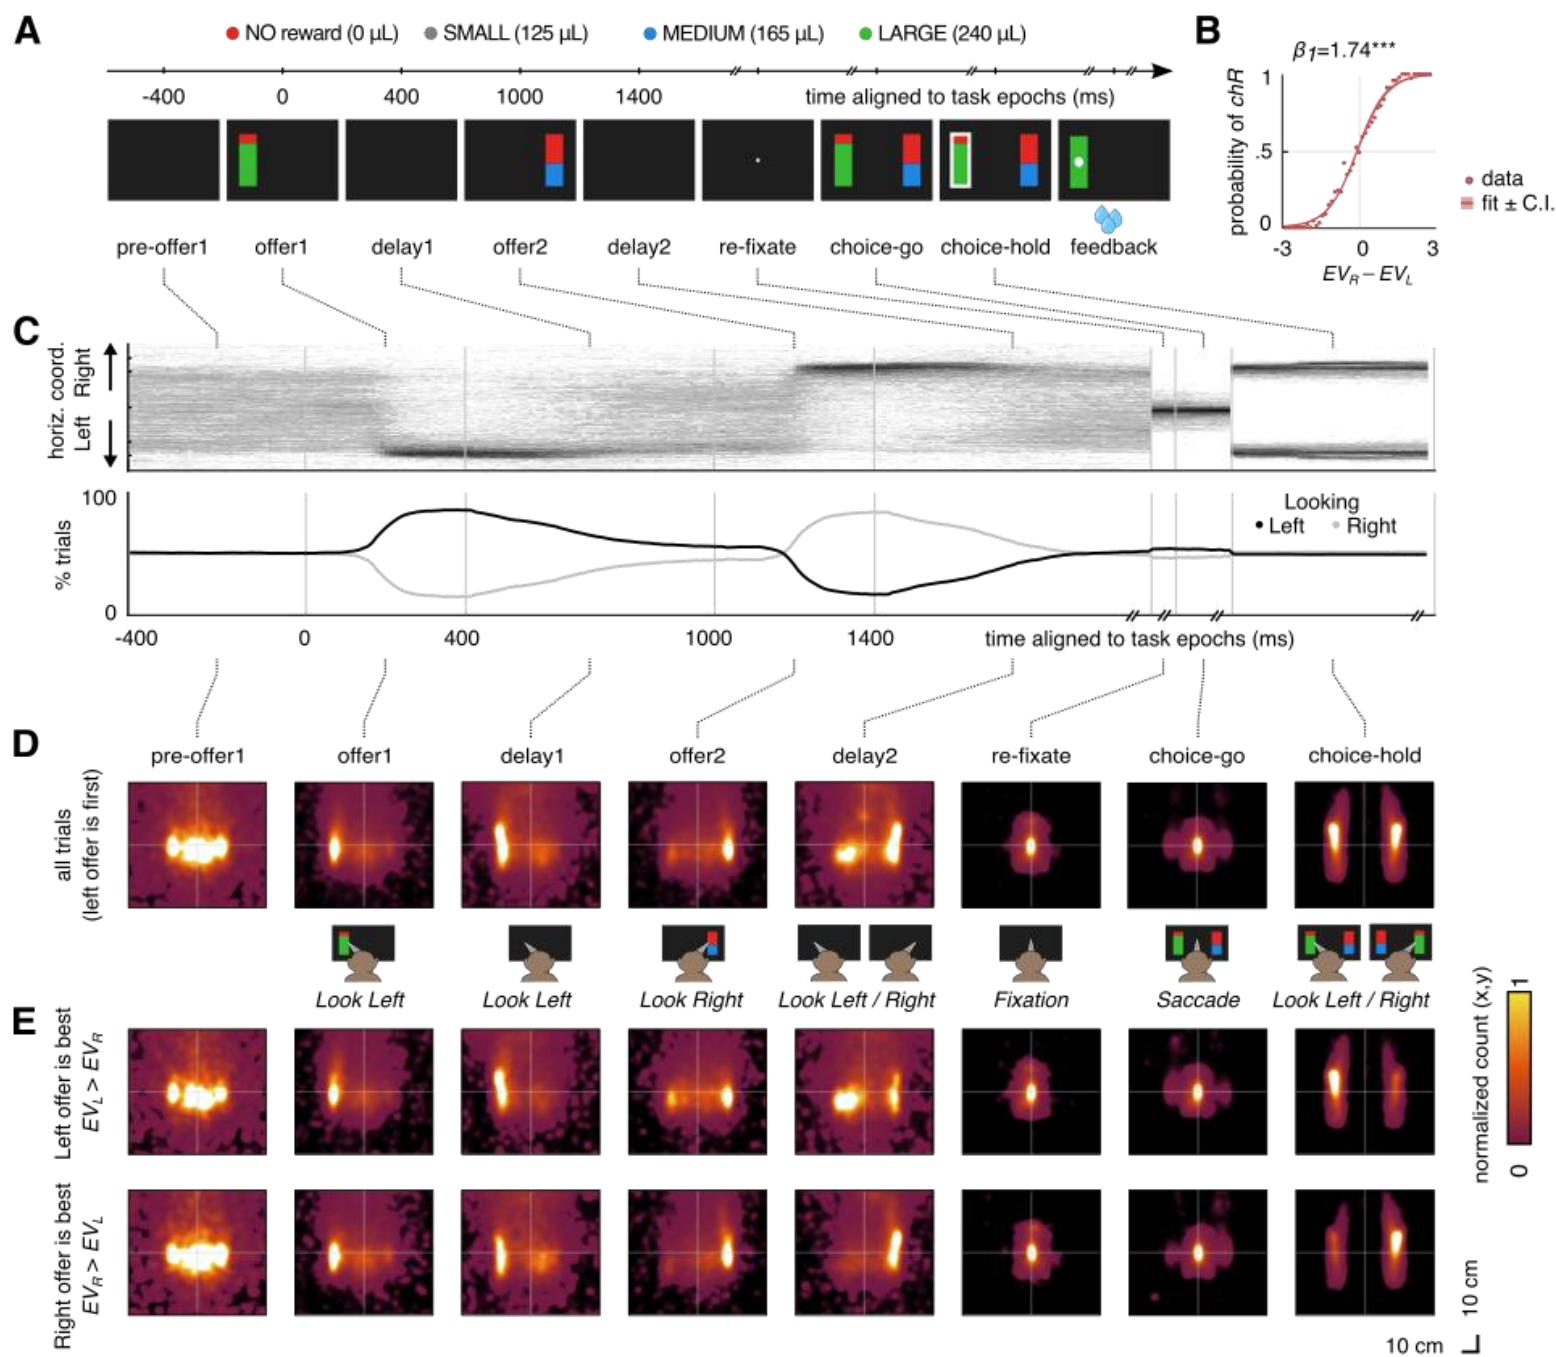 A
NO reward (0 µL) SMALL (125 µL) MEDIUM (165 µL) LARGE (240 µL)
-400 0 400 1000 1400 time aligned to task epochs (ms)
pre-offer1 offer1 delay1 offer2 delay2 re-fixate choice-go choice-hold feedback
B
β1=1.74***
probability of chR
1
.5
0
-3 0 3
EVR – EVL
data
fit ± C.I.
C
horiz. coord.
Left Right
% trials
100
0
Looking
Left Right
-400 0 400 1000 1400 time aligned to task epochs (ms)
D
pre-offer1 offer1 delay1 offer2 delay2 re-fixate choice-go choice-hold
all trials
(left offer is first)
Look Left Look Left Look Right Look Left / Right Fixation Saccade Look Left / Right
E
Left offer is best
EVL > EVR
Right offer is best
EVR > EVL
normalized count (x,y)
1
0
10 cm
10 cm